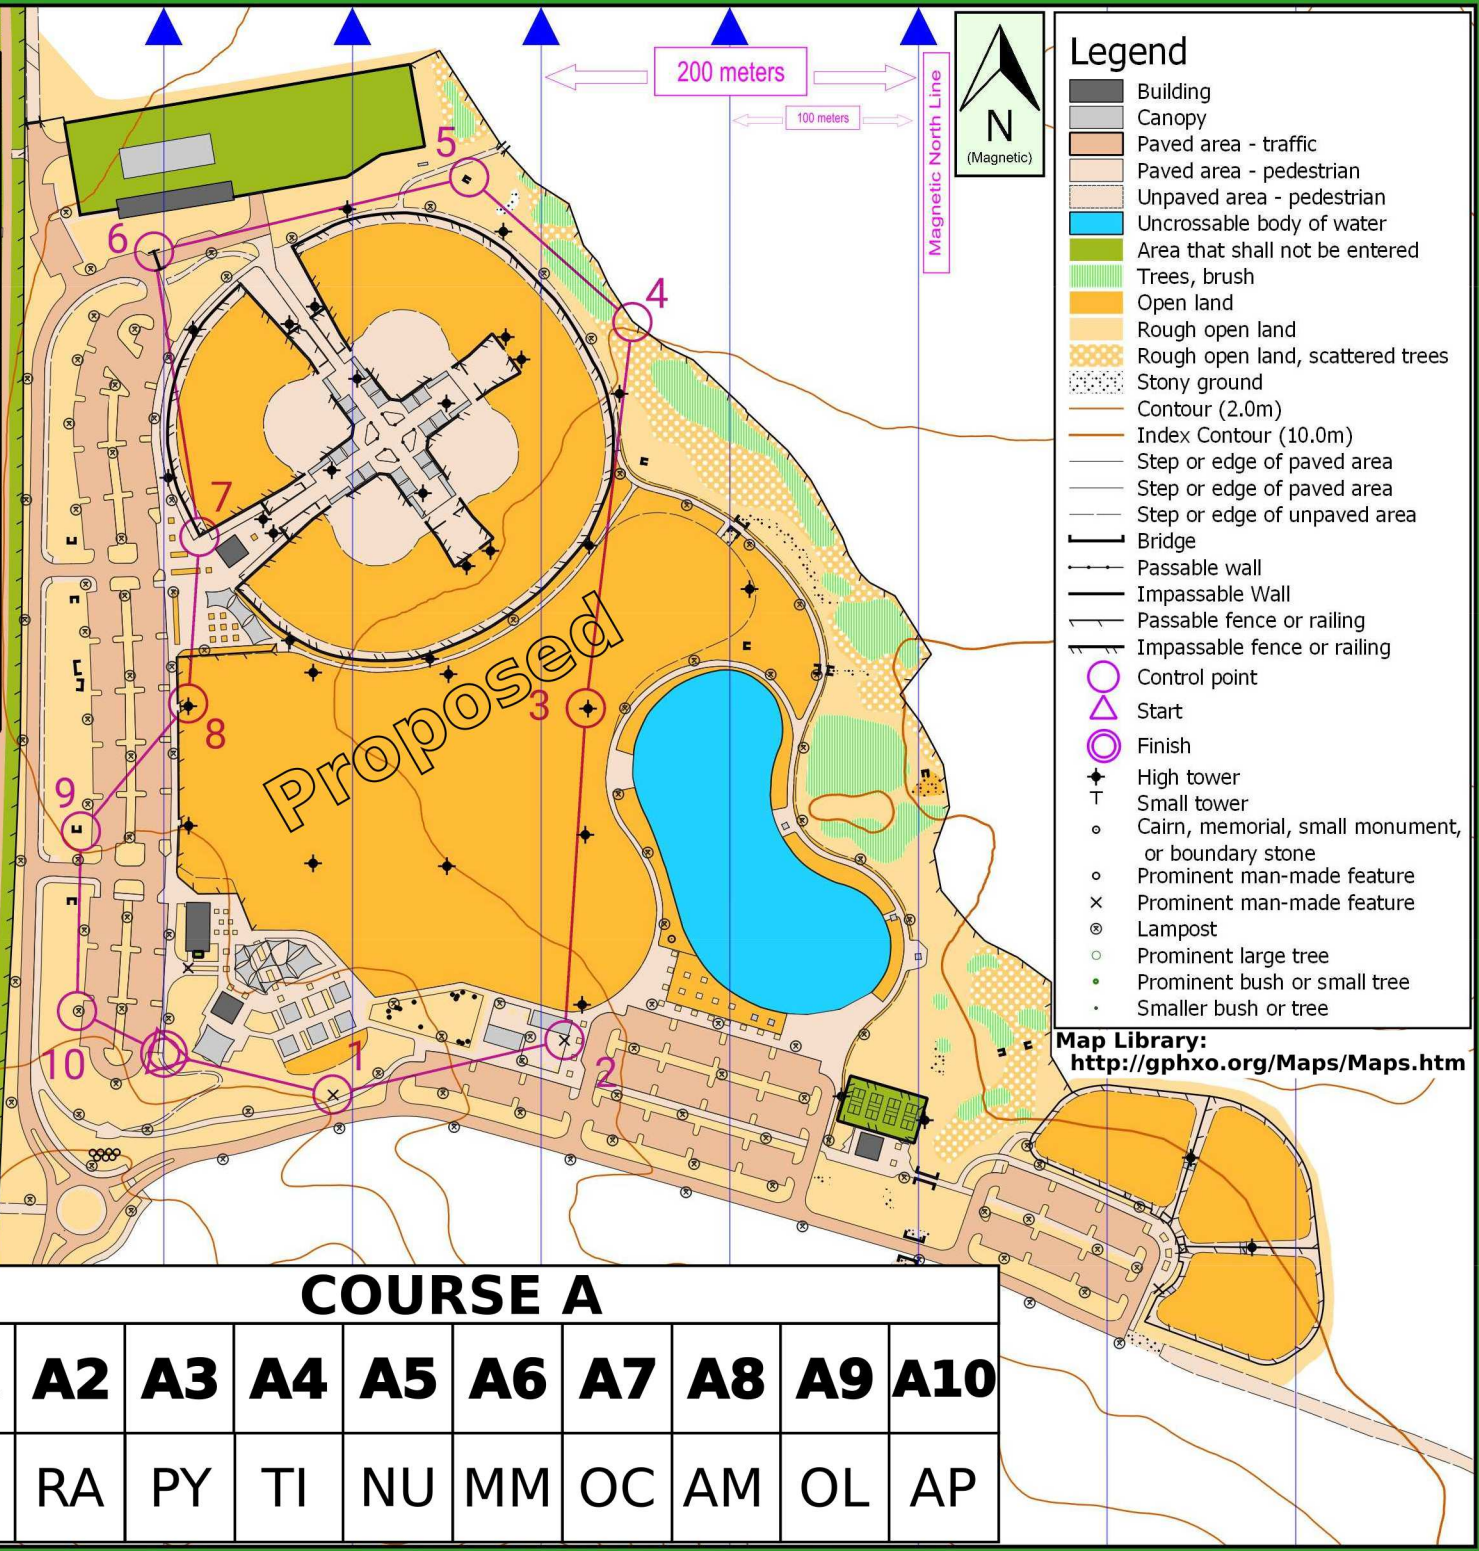 200 meters
100 meters
Magnetic North Line
N
(Magnetic)
Legend
Building
Canopy
Paved area - traffic
Paved area - pedestrian
Unpaved area - pedestrian
Uncrossable body of water
Area that shall not be entered
Trees, brush
Open land
Rough open land
Rough open land, scattered trees
Stony ground
Contour (2.0m)
Index Contour (10.0m)
Step or edge of paved area
Step or edge of paved area
Step or edge of unpaved area
Bridge
Passable wall
Impassable Wall
Passable fence or railing
Impassable fence or railing
Control point
Start
Finish
High tower
Small tower
Cairn, memorial, small monument,
or boundary stone
Prominent man-made feature
Prominent man-made feature
Lampost
Prominent large tree
Prominent bush or small tree
Smaller bush or tree
Map Library:
http://gphxo.org/Maps/Maps.htm
5
6
4
7
Proposed
3
8
9
1
10
2
COURSE A
A2 A3 A4 A5 A6 A7 A8 A9 A10
RA PY TI NU MM OC AM OL AP